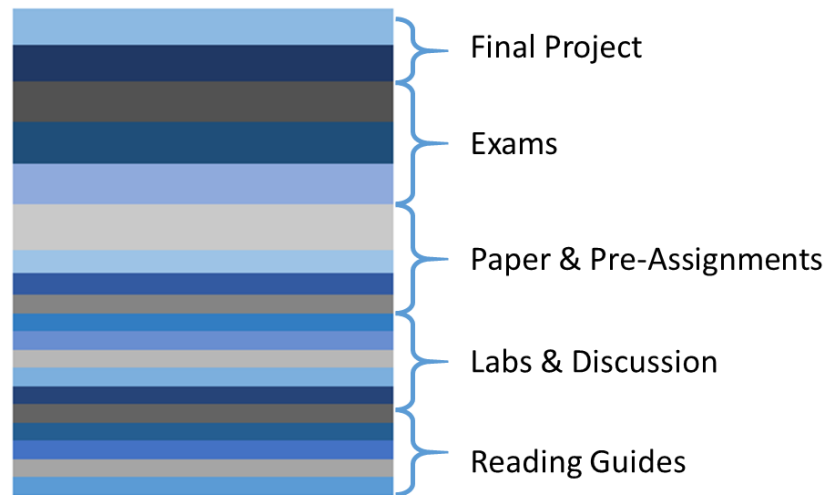 Final Project
Exams
Paper & Pre-Assignments
Labs & Discussion
Reading Guides